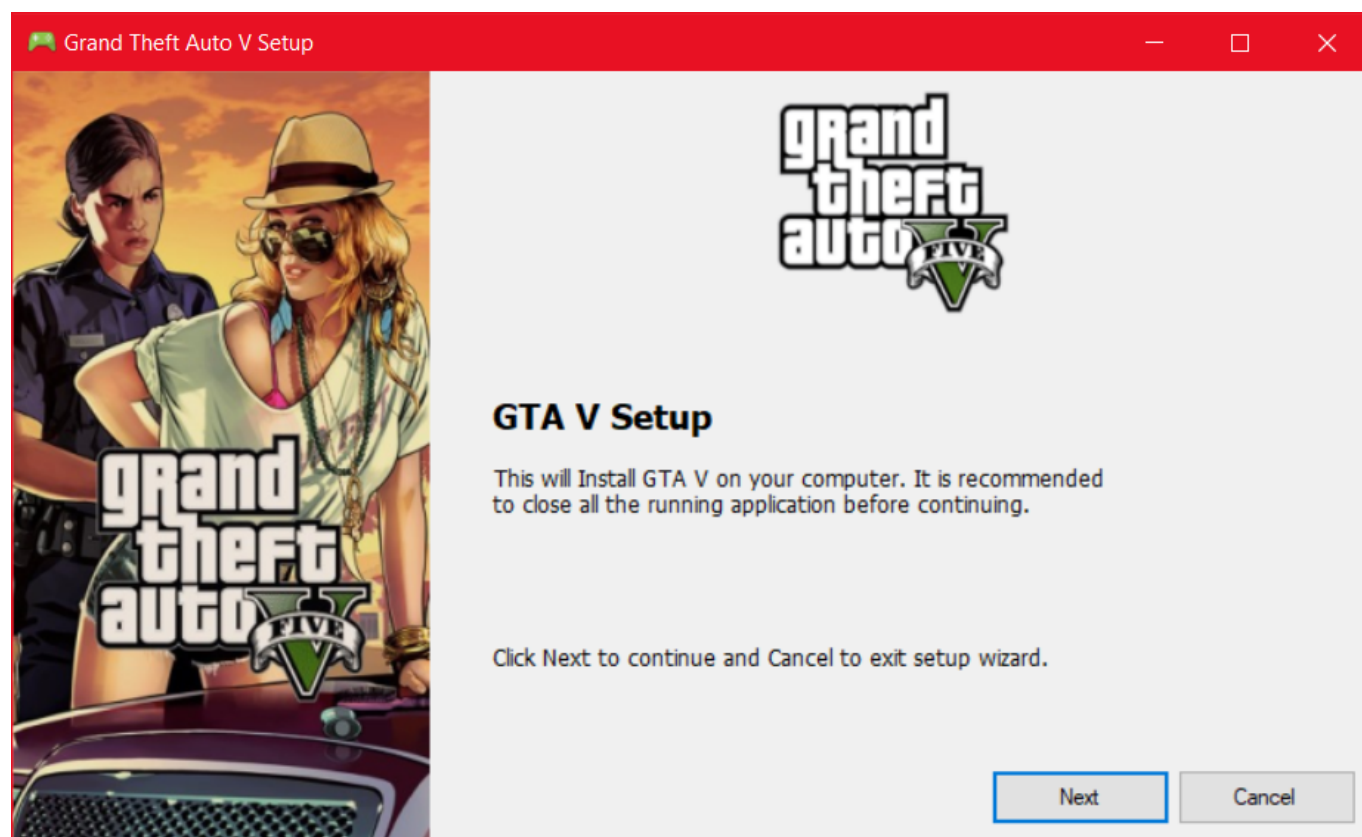 Grand Theft Auto V Setup
grand
theft
auto V
FIVE
grand
theft
auto V
FIVE
GTA V Setup
This will Install GTA V on your computer. It is recommended
to close all the running application before continuing.
Click Next to continue and Cancel to exit setup wizard.
Next
Cancel